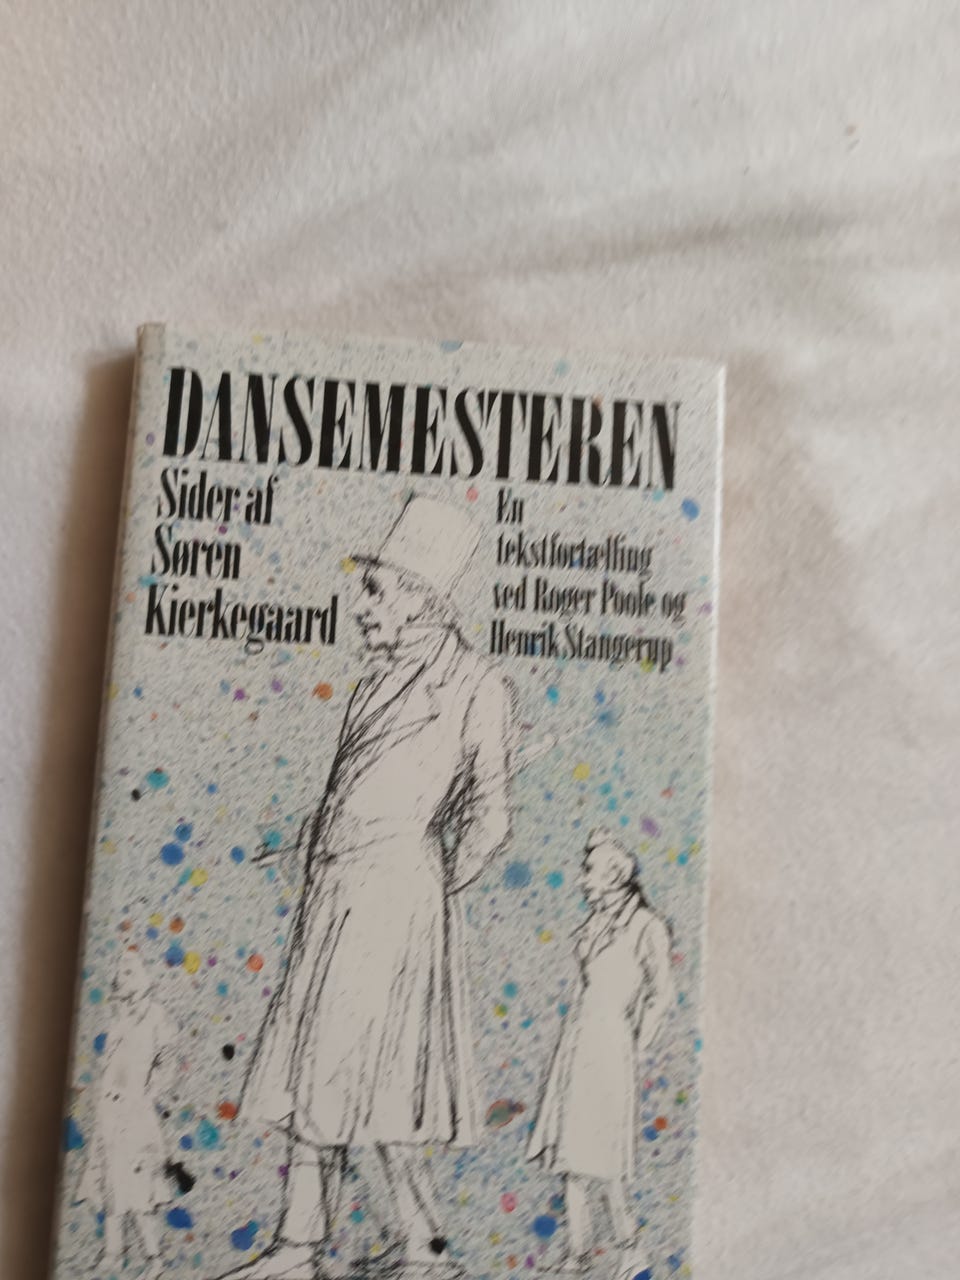 DANSEMESTEREN
Sider af
Søren
Kierkegaard
En
tekstfortælling
ved Roger Poole og
Henrik Stangerup